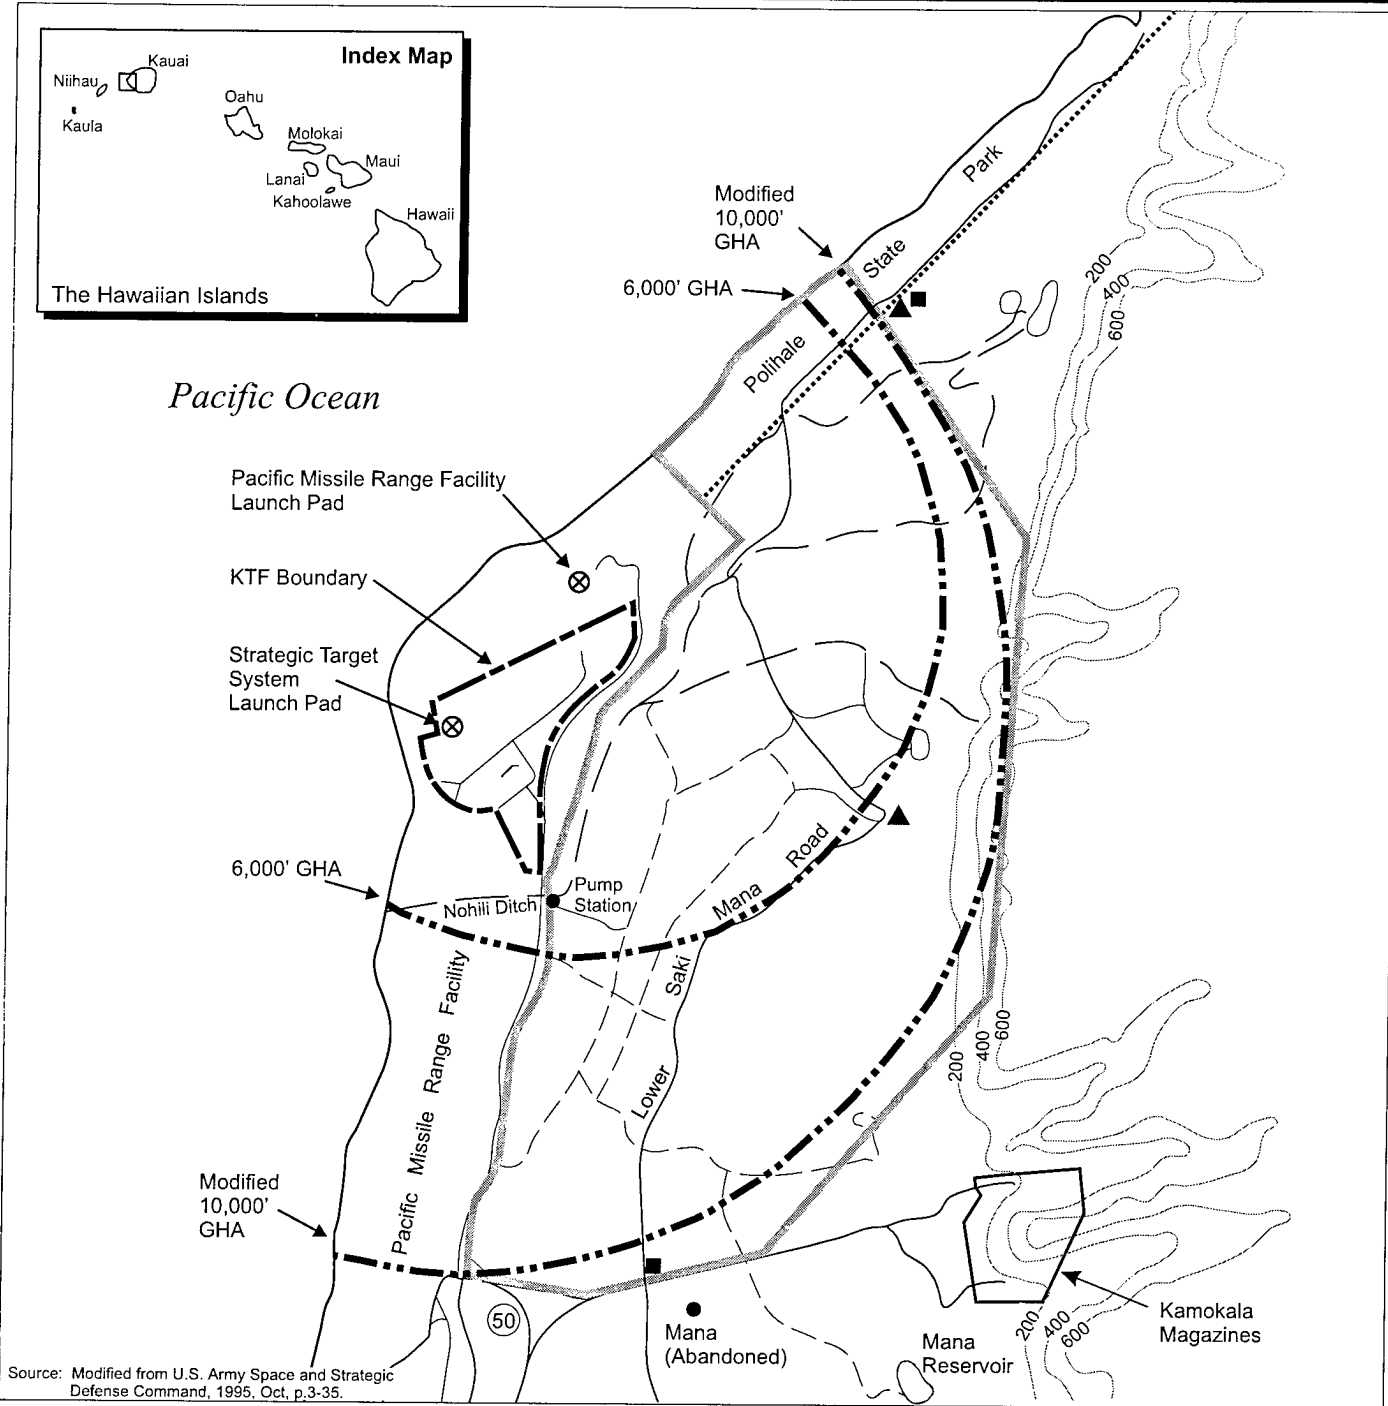 Index Map
Kauai
Niihau
Kaula
Oahu
Molokai
Maui
Lanai
Kahoolawe
Hawaii
The Hawaiian Islands
Park
Modified
10,000'
GHA
State
6,000' GHA
Polihale
200
400
600
Pacific Ocean
Pacific Missile Range Facility
Launch Pad
KTF Boundary
Strategic Target
System
Launch Pad
6,000' GHA
Nohili Ditch
Pump
Station
Mana Road
Lower Saki
Pacific Missile Range Facility
200
400
600
Modified
10,000'
GHA
50
Mana
(Abandoned)
Mana
Reservoir
200
400
600
Kamokala
Magazines
Source: Modified from U.S. Army Space and Strategic
Defense Command, 1995, Oct, p.3-35.